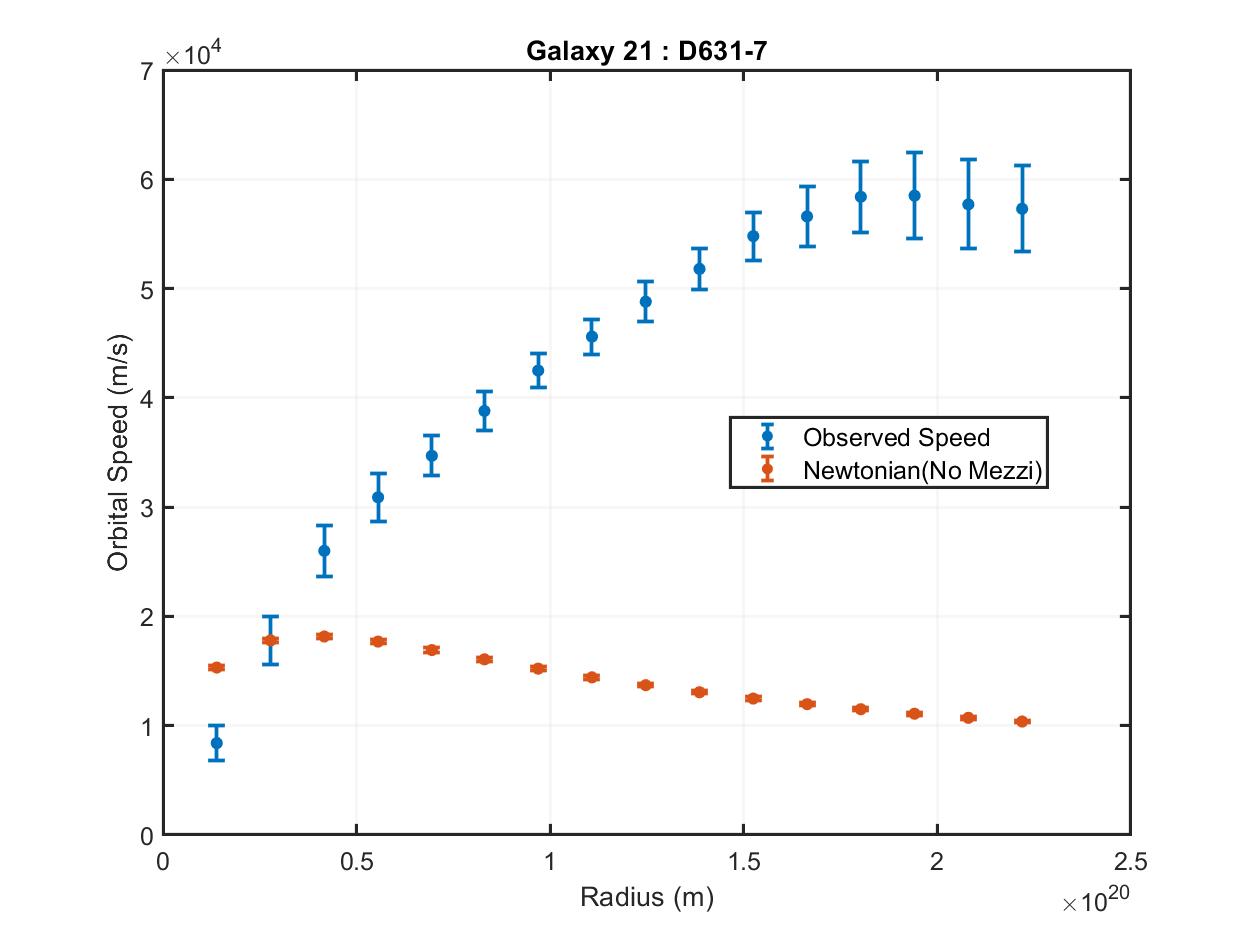 Galaxy 21 : D631-7
×10^4
7
6
5
4
3
2
1
0
Orbital Speed (m/s)
Observed Speed
Newtonian(No Mezzi)
0 0.5 1 1.5 2 2.5
Radius (m)
×10^20